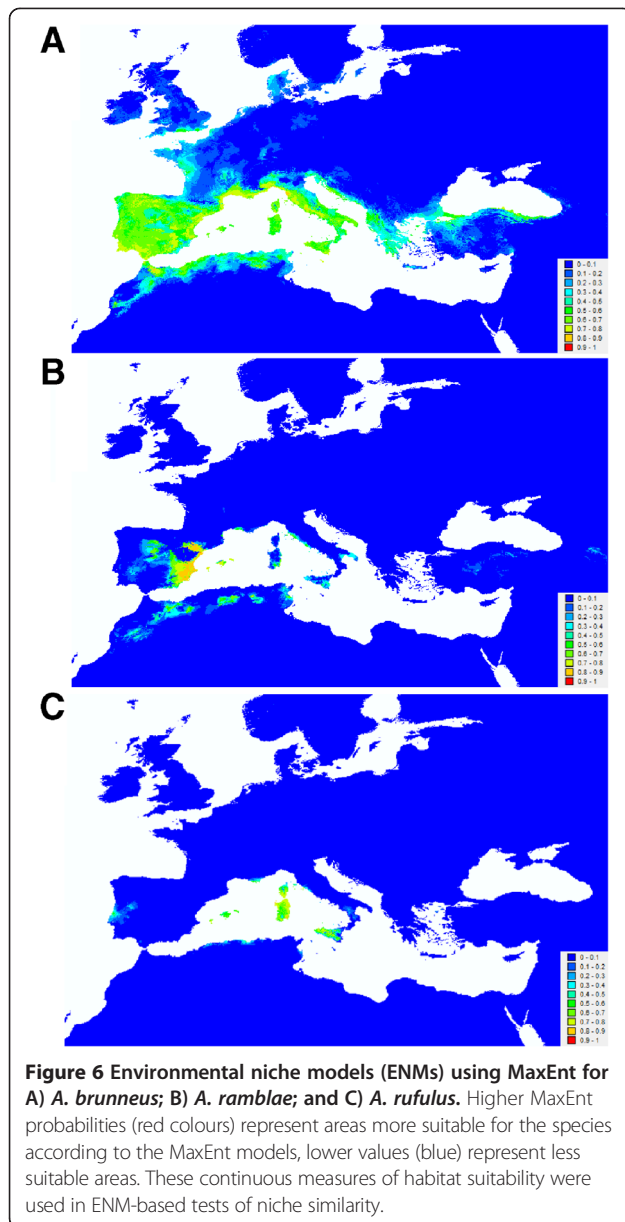 A
0 - 0.1
0.1 - 0.2
0.2 - 0.3
0.3 - 0.4
0.4 - 0.5
0.5 - 0.6
0.6 - 0.7
0.7 - 0.8
0.8 - 0.9
0.9 - 1
B
0 - 0.1
0.1 - 0.2
0.2 - 0.3
0.3 - 0.4
0.4 - 0.5
0.5 - 0.6
0.6 - 0.7
0.7 - 0.8
0.8 - 0.9
0.9 - 1
C
0 - 0.1
0.1 - 0.2
0.2 - 0.3
0.3 - 0.4
0.4 - 0.5
0.5 - 0.6
0.6 - 0.7
0.7 - 0.8
0.8 - 0.9
0.9 - 1
Figure 6 Environmental niche models (ENMs) using MaxEnt for
A) A. brunneus; B) A. ramblae; and C) A. rufulus. Higher MaxEnt
probabilities (red colours) represent areas more suitable for the species
according to the MaxEnt models, lower values (blue) represent less
suitable areas. These continuous measures of habitat suitability were
used in ENM-based tests of niche similarity.